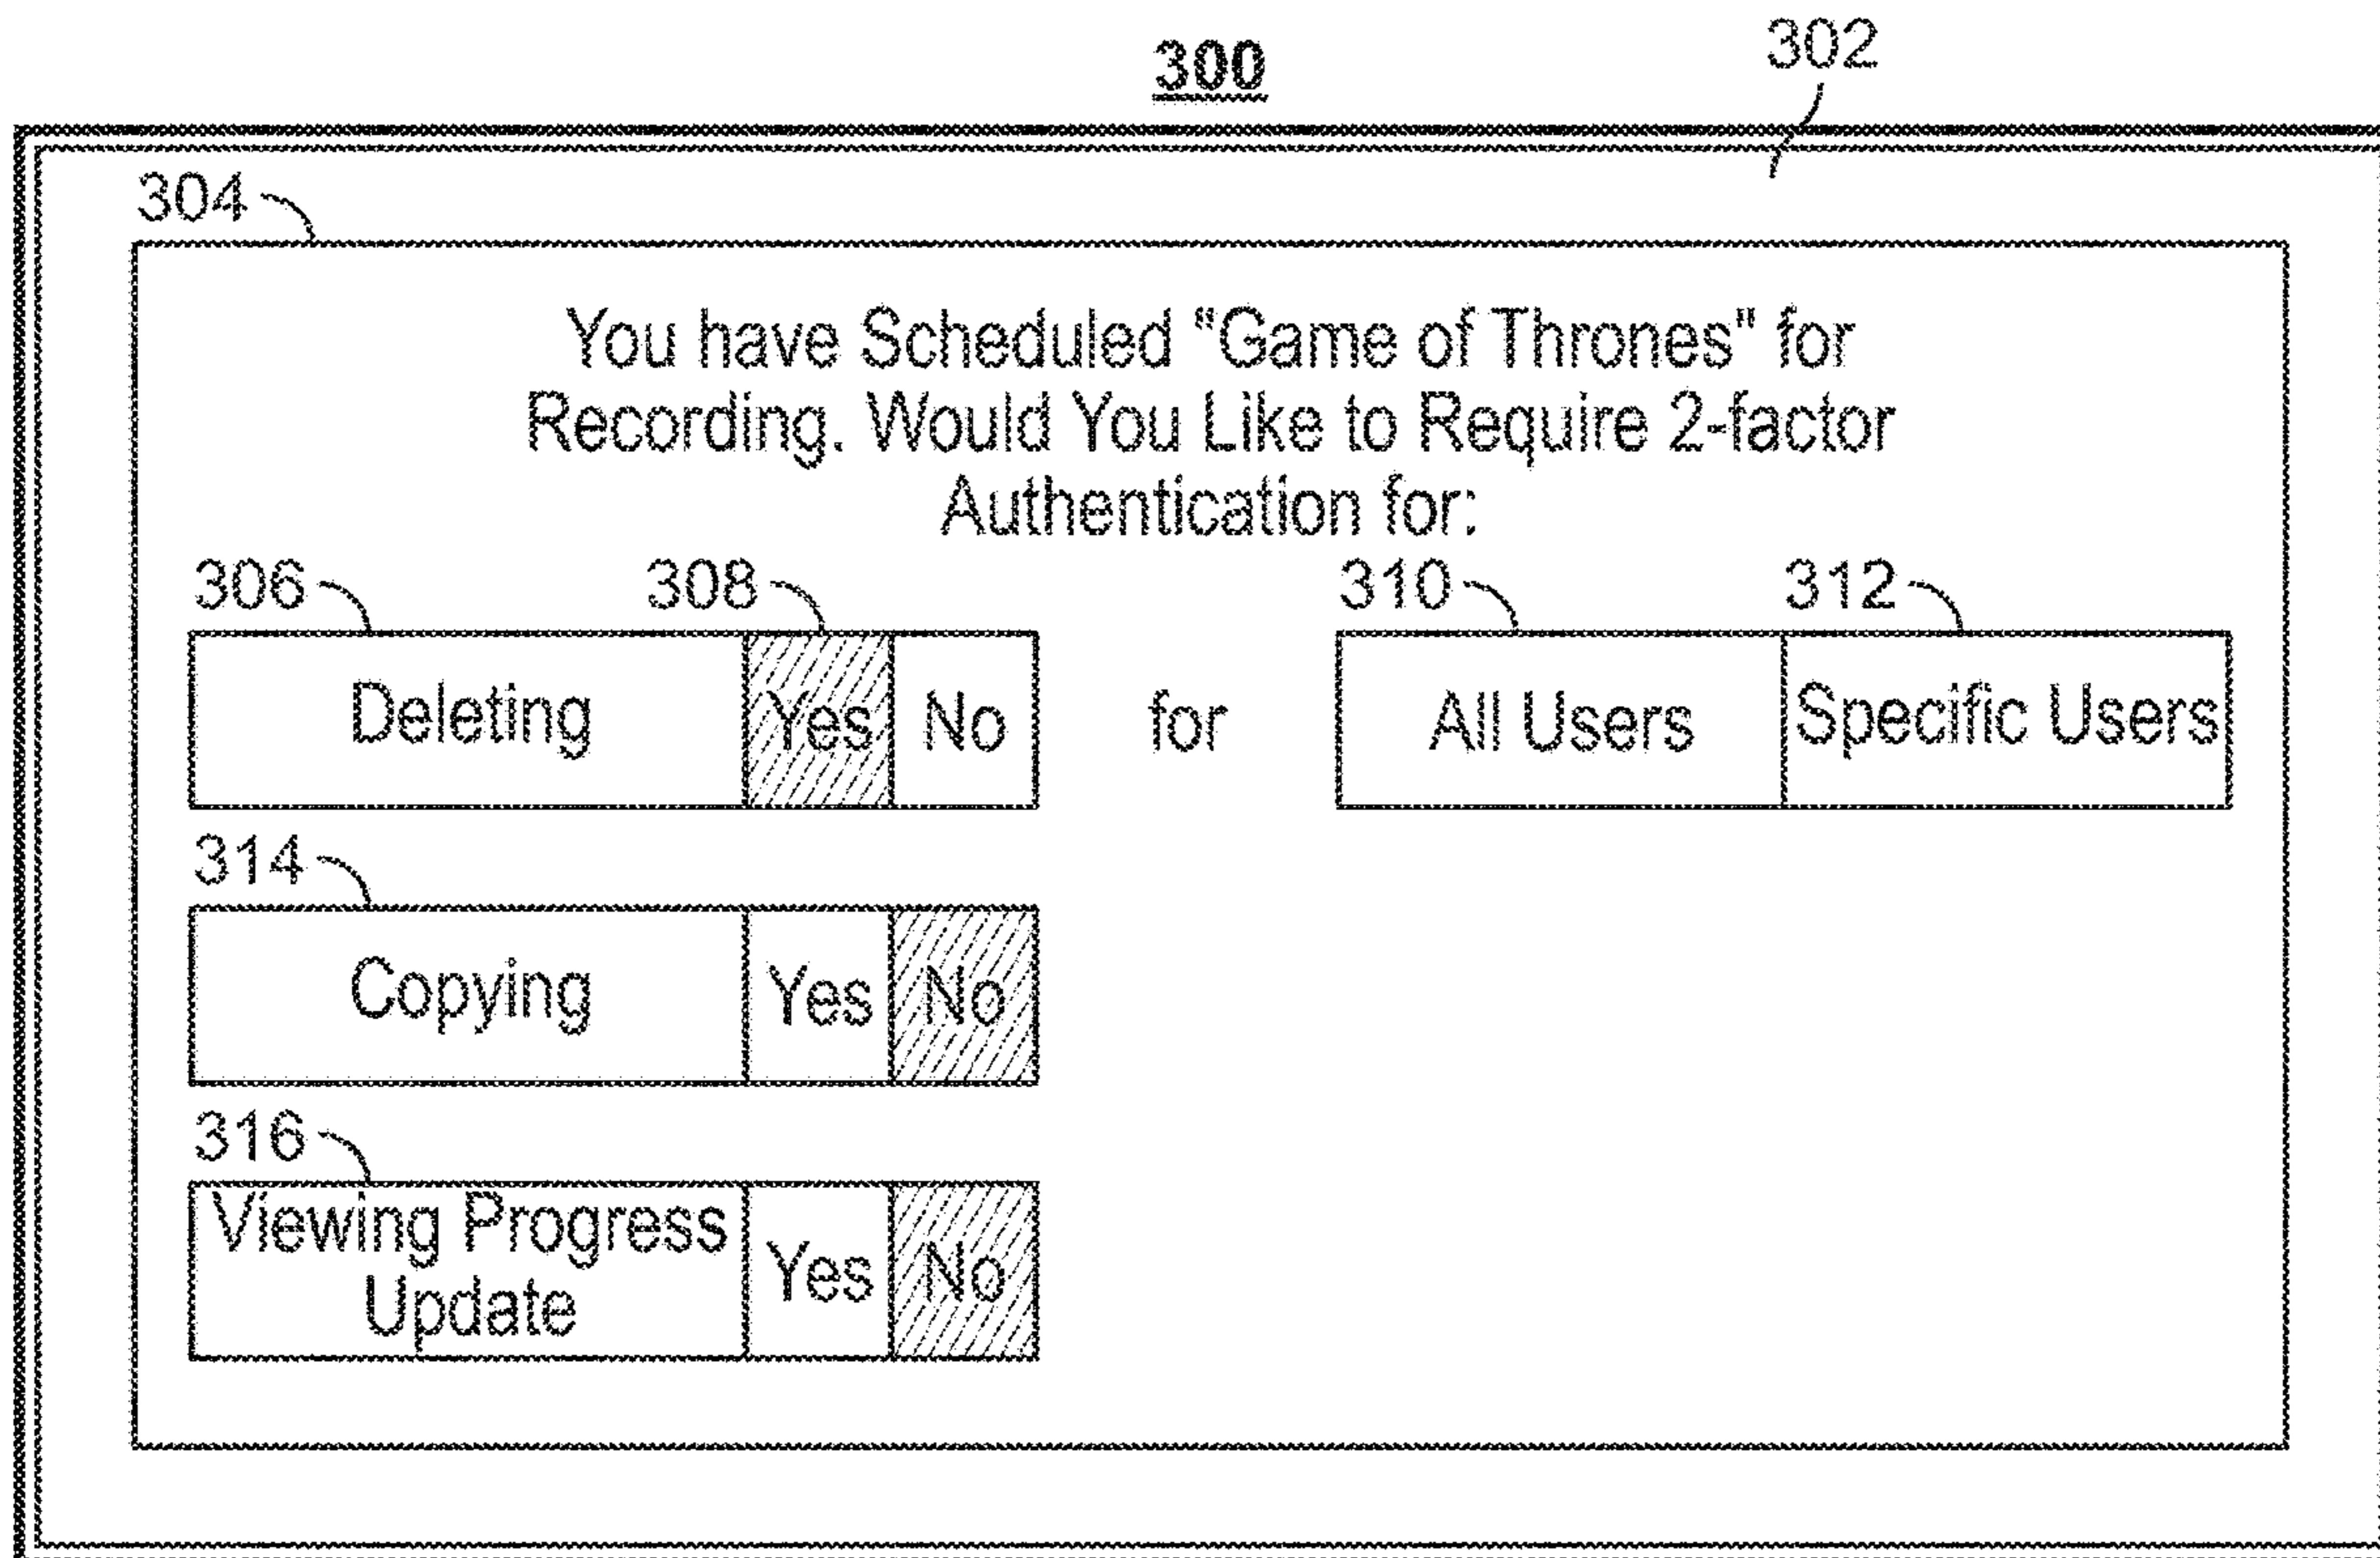 300
302
304
You have Scheduled "Game of Thrones" for
Recording. Would You Like to Require 2-factor
Authentication for:
306
308
310
312
Deleting
Yes
No
for
All Users
Specific Users
314
Copying
Yes
No
316
Viewing Progress
Update
Yes
No